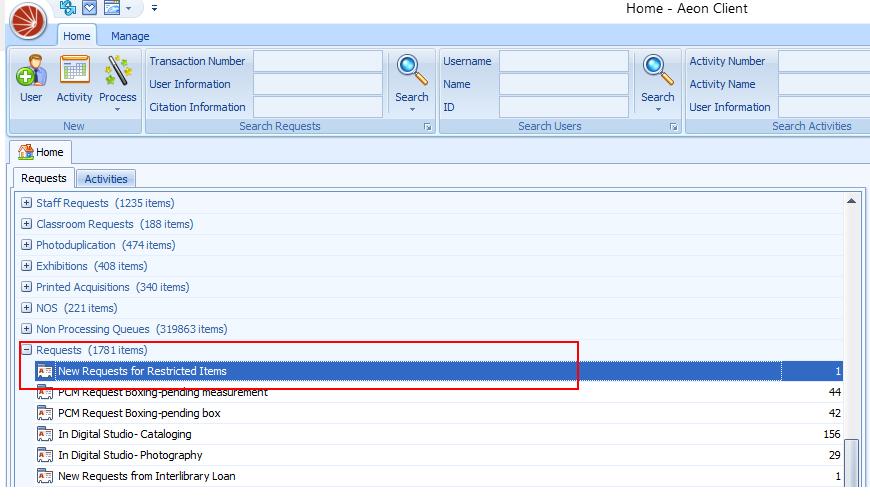 Home - Aeon Client
Home Manage
Transaction Number Username Activity Number
User Information Name Activity Name
User Activity Process Citation Information Search ID Search User Information
New Search Requests Search Users Search Activities
Home
Requests Activities
Staff Requests (1235 items)
Classroom Requests (188 items)
Photoduplication (474 items)
Exhibitions (408 items)
Printed Acquisitions (340 items)
NOS (221 items)
Non Processing Queues (319863 items)
Requests (1781 items)
New Requests for Restricted Items 1
PCM Request Boxing-pending measurement 44
PCM Request Boxing-pending box 42
In Digital Studio- Cataloging 156
In Digital Studio- Photography 29
New Requests from Interlibrary Loan 1